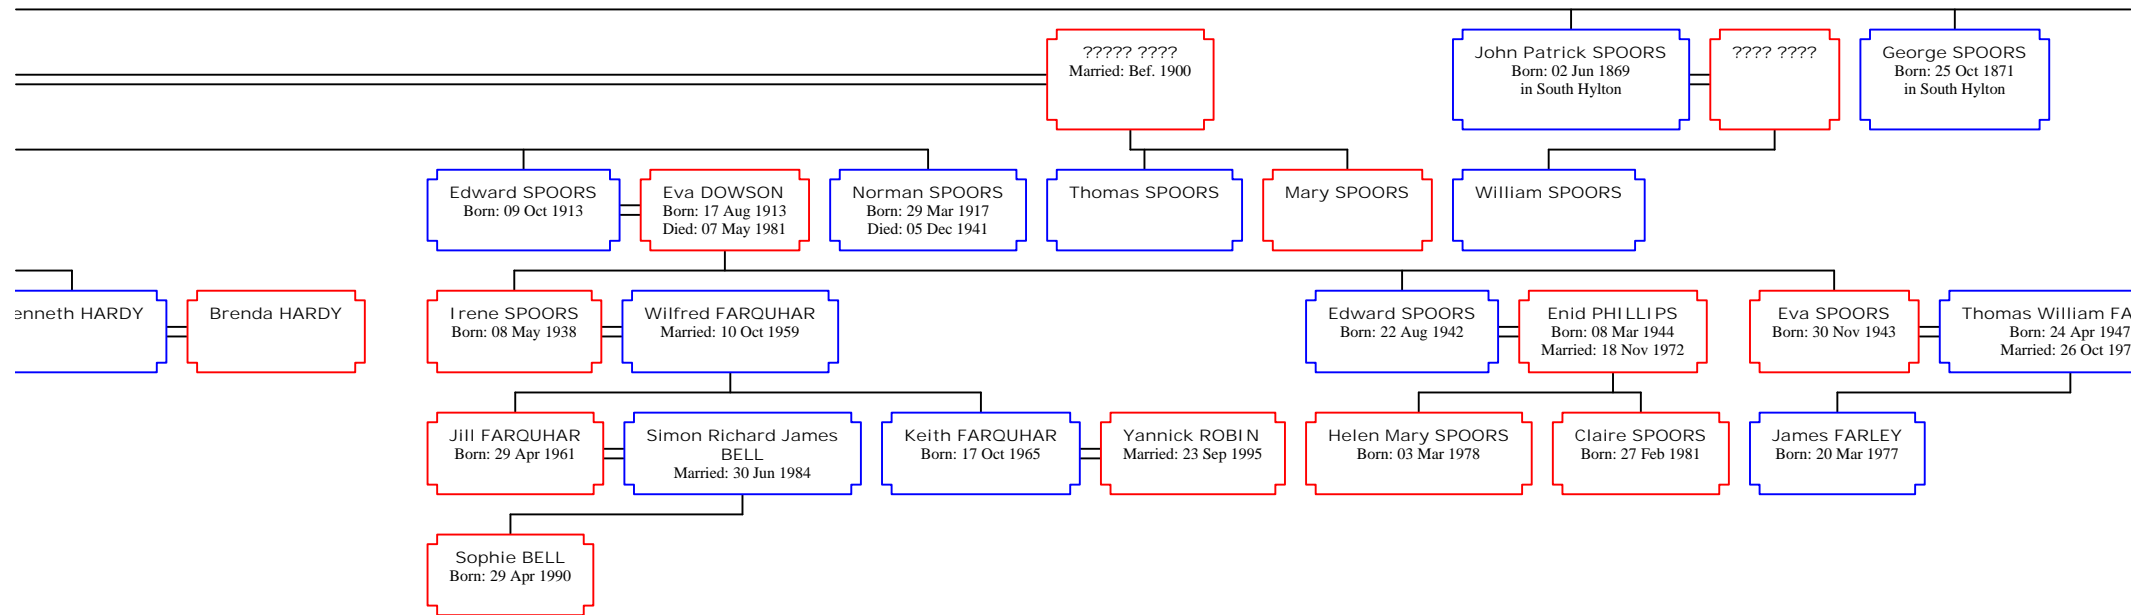 ????? ????
Married: Bef. 1900
John Patrick SPOORS
Born: 02 Jun 1869
in South Hylton
???? ????
George SPOORS
Born: 25 Oct 1871
in South Hylton
Edward SPOORS
Born: 09 Oct 1913
Eva DOWSON
Born: 17 Aug 1913
Died: 07 May 1981
Norman SPOORS
Born: 29 Mar 1917
Died: 05 Dec 1941
Thomas SPOORS
Mary SPOORS
William SPOORS
enneth HARDY
Brenda HARDY
Irene SPOORS
Born: 08 May 1938
Wilfred FARQUHAR
Married: 10 Oct 1959
Edward SPOORS
Born: 22 Aug 1942
Enid PHILLIPS
Born: 08 Mar 1944
Married: 18 Nov 1972
Eva SPOORS
Born: 30 Nov 1943
Thomas William FA
Born: 24 Apr 1947
Married: 26 Oct 197
Jill FARQUHAR
Born: 29 Apr 1961
Simon Richard James
BELL
Married: 30 Jun 1984
Keith FARQUHAR
Born: 17 Oct 1965
Yannick ROBIN
Married: 23 Sep 1995
Helen Mary SPOORS
Born: 03 Mar 1978
Claire SPOORS
Born: 27 Feb 1981
James FARLEY
Born: 20 Mar 1977
Sophie BELL
Born: 29 Apr 1990